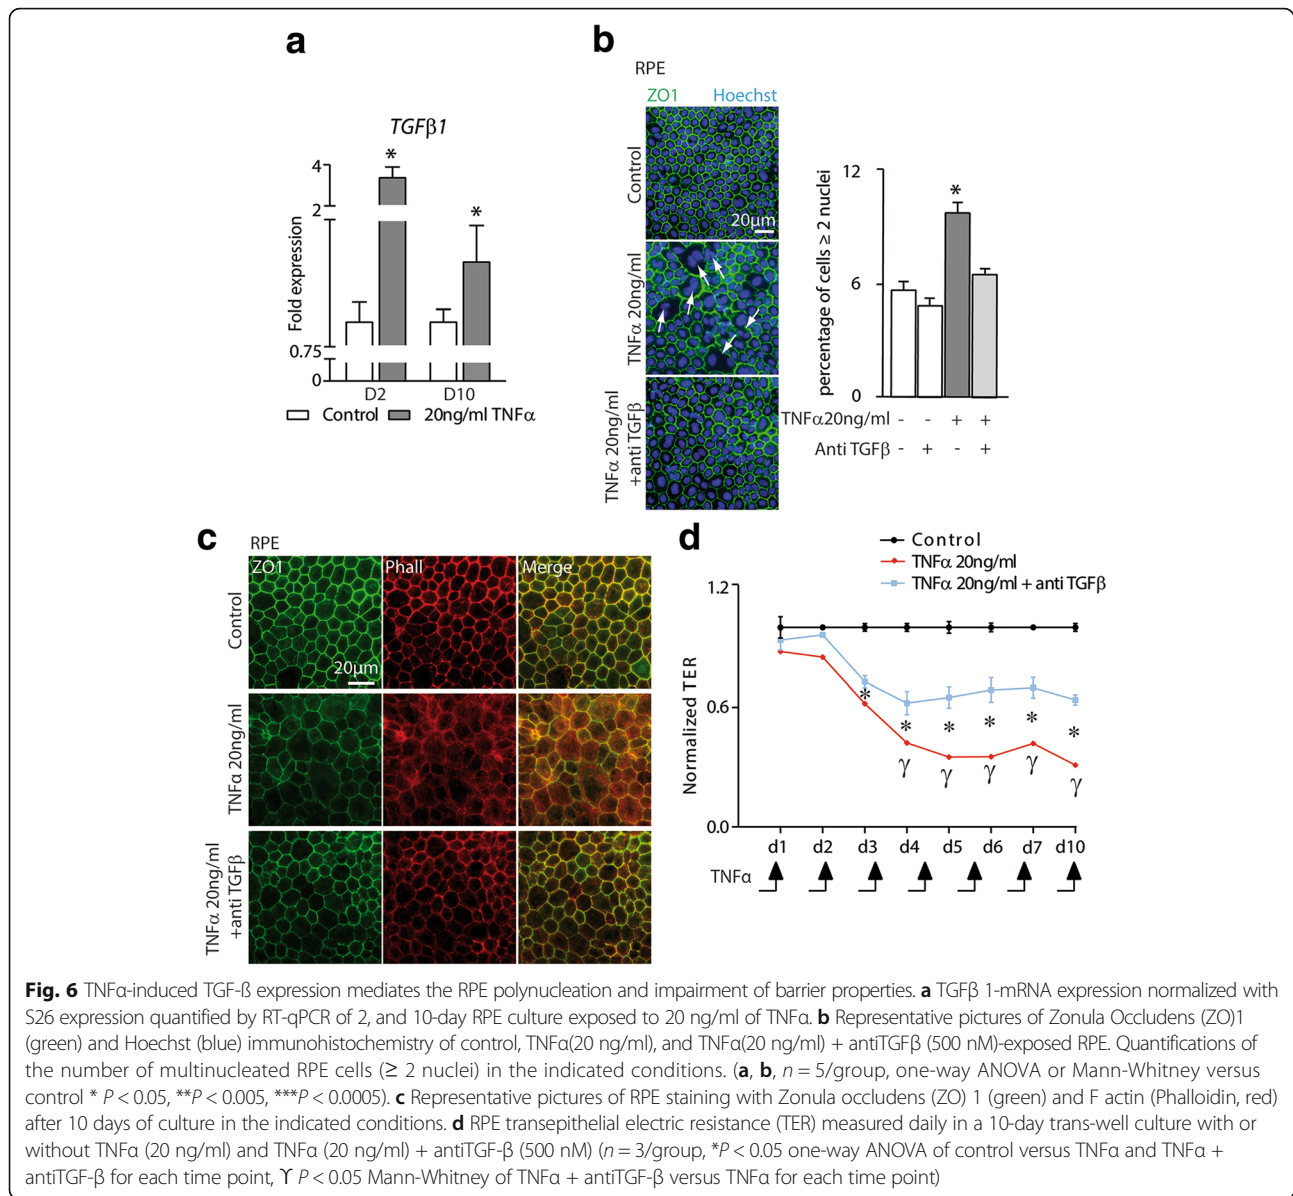 a
TGFβ1
Fold expression
4
2
0.75
0
*
*
D2
D10
Control
20ng/ml TNFα
b
RPE
ZO1
Hoechst
Control
20µm
TNFα 20ng/ml
TNFα 20ng/ml
+anti TGFβ
percentage of cells ≥ 2 nuclei
12
6
0
*
TNFα20ng/ml - - + +
Anti TGFβ - + - +
c
RPE
ZO1
Phall
Merge
Control
20µm
TNFα 20ng/ml
TNFα 20ng/ml
+anti TGFβ
d
Control
TNFα 20ng/ml
TNFα 20ng/ml + anti TGFβ
Normalized TER
1.2
0.6
0.0
* * * * * *
γ γ γ γ γ
d1 d2 d3 d4 d5 d6 d7 d10
TNFα
Fig. 6 TNFα-induced TGF-ß expression mediates the RPE polynucleation and impairment of barrier properties. a TGFβ 1-mRNA expression normalized with
S26 expression quantified by RT-qPCR of 2, and 10-day RPE culture exposed to 20 ng/ml of TNFα. b Representative pictures of Zonula Occludens (ZO)1
(green) and Hoechst (blue) immunohistochemistry of control, TNFα(20 ng/ml), and TNFα(20 ng/ml) + antiTGFβ (500 nM)-exposed RPE. Quantifications of
the number of multinucleated RPE cells (≥ 2 nuclei) in the indicated conditions. (a, b, n = 5/group, one-way ANOVA or Mann-Whitney versus
control * P < 0.05, **P < 0.005, ***P < 0.0005). c Representative pictures of RPE staining with Zonula occludens (ZO) 1 (green) and F actin (Phalloidin, red)
after 10 days of culture in the indicated conditions. d RPE transepithelial electric resistance (TER) measured daily in a 10-day trans-well culture with or
without TNFα (20 ng/ml) and TNFα (20 ng/ml) + antiTGF-β (500 nM) (n = 3/group, *P < 0.05 one-way ANOVA of control versus TNFα and TNFα +
antiTGF-β for each time point, ϒ P < 0.05 Mann-Whitney of TNFα + antiTGF-β versus TNFα for each time point)